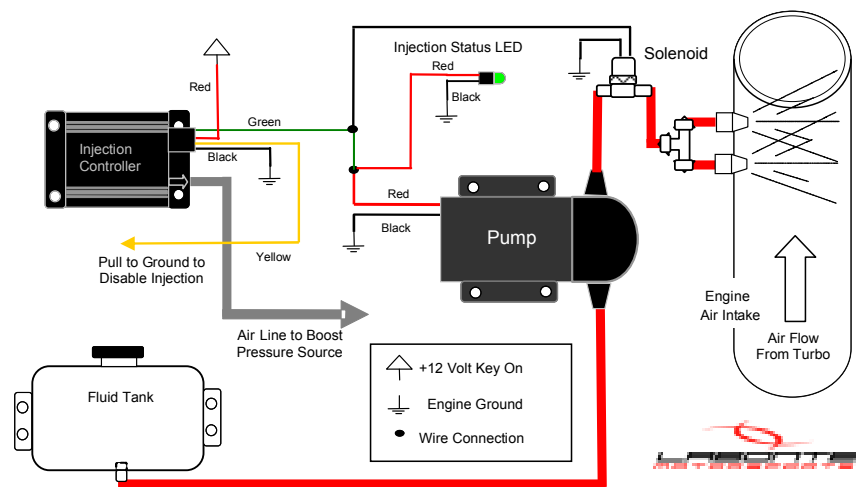 Injection Status LED
Solenoid
Red
Red
Black
Green
Injection
Controller
Black
Red
Black
Pump
Yellow
Pull to Ground to
Disable Injection
Engine
Air Intake
Air Line to Boost
Pressure Source
Air Flow
From Turbo
+12 Volt Key On
Engine Ground
Wire Connection
Fluid Tank